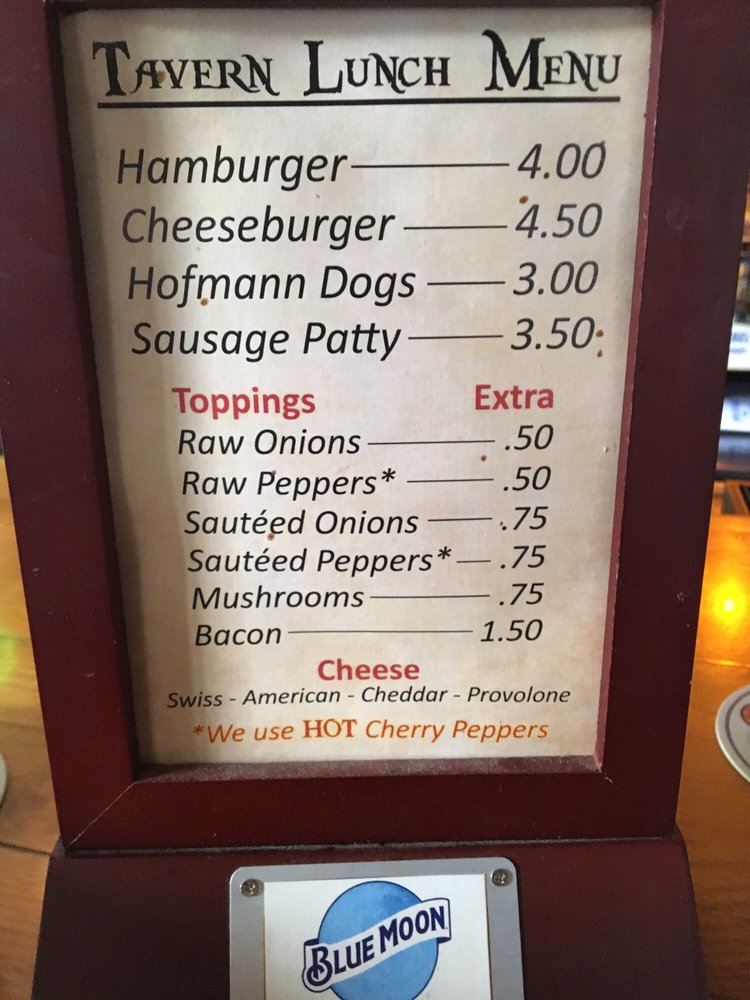 Tavern Lunch Menu
Hamburger 4.00
Cheeseburger 4.50
Hofmann Dogs 3.00
Sausage Patty 3.50
Toppings Extra
Raw Onions .50
Raw Peppers* .50
Sautéed Onions .75
Sautéed Peppers* .75
Mushrooms .75
Bacon 1.50
Cheese
Swiss - American - Cheddar - Provolone
*We use HOT Cherry Peppers
BLUE MOON